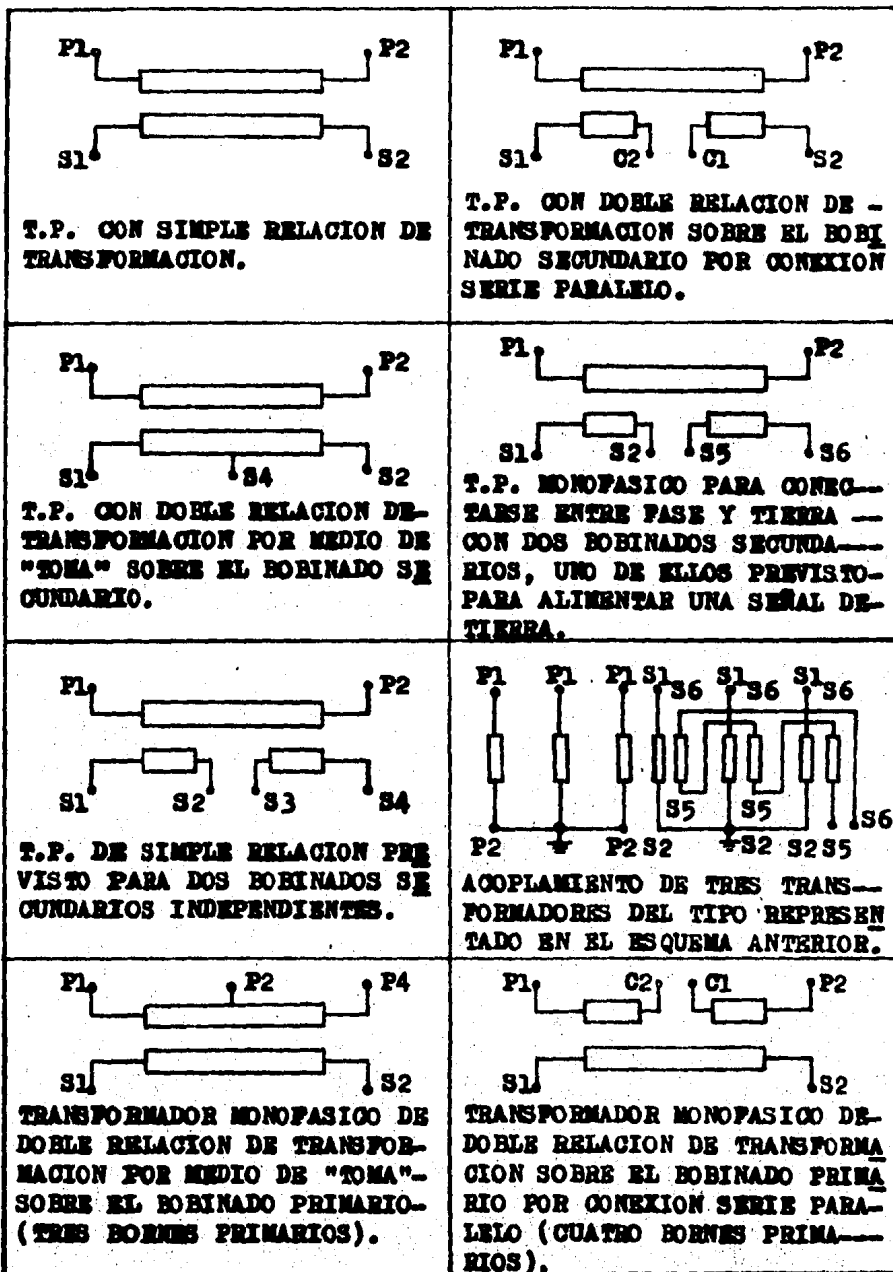 P1 P2
S1 S2
T.P. CON SIMPLE RELACION DE
TRANSFORMACION.
P1 P2
S1 C2 C1 S2
T.P. CON DOBLE RELACION DE -
TRANSFORMACION SOBRE EL BOBI
NADO SECUNDARIO POR CONEXION
SERIE PARALELO.
P1 P2
S1 S4 S2
T.P. CON DOBLE RELACION DE-
TRANSFORMACION POR MEDIO DE
"TOMA" SOBRE EL BOBINADO SE
CUNDARIO.
P1 P2
S1 S2 S5 S6
T.P. MONOFASICO PARA CONEC--
TARSE ENTRE FASE Y TIERRA --
CON DOS BOBINADOS SECUNDA---
RIOS, UNO DE ELLOS PREVISTO-
PARA ALIMENTAR UNA SEÑAL DE-
TIERRA.
P1 P2
S1 S2 S3 S4
T.P. DE SIMPLE RELACION PRE
VISTO PARA DOS BOBINADOS SE
CUNDARIOS INDEPENDIENTES.
P1 P1 P1 S1 S6 S1 S6 S1 S6
S5 S5 S6
P2 P2 S2 S2 S2 S5
ACOPLAMIENTO DE TRES TRANS--
FORMADORES DEL TIPO REPRESEN
TADO EN EL ESQUEMA ANTERIOR.
P1 P2 P4
S1 S2
TRANSFORMADOR MONOFASICO DE
DOBLE RELACION DE TRANSFOR-
MACION POR MEDIO DE "TOMA"-
SOBRE EL BOBINADO PRIMARIO-
(TRES BORNES PRIMARIOS).
P1 C2 C1 P2
S1 S2
TRANSFORMADOR MONOFASICO DE-
DOBLE RELACION DE TRANSFORMA
CION SOBRE EL BOBINADO PRIMA
RIO POR CONEXION SERIE PARA-
LELO (CUATRO BORNES PRIMA---
RIOS).